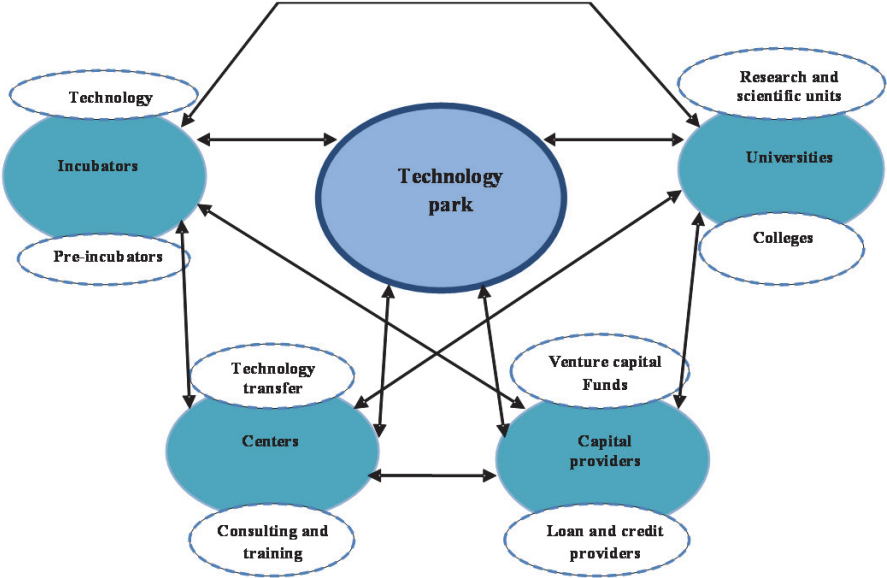 Technology
Incubators
Pre-incubators
Technology
park
Research and
scientific units
Universities
Colleges
Technology
transfer
Centers
Consulting and
training
Venture capital
Funds
Capital
providers
Loan and credit
providers